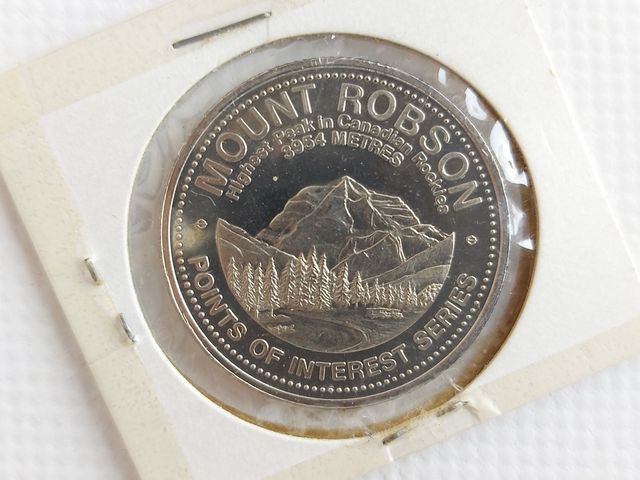 MOUNT ROBSON
Highest Peak in Canadian Rockies
3954 METRES
POINTS OF INTEREST SERIES